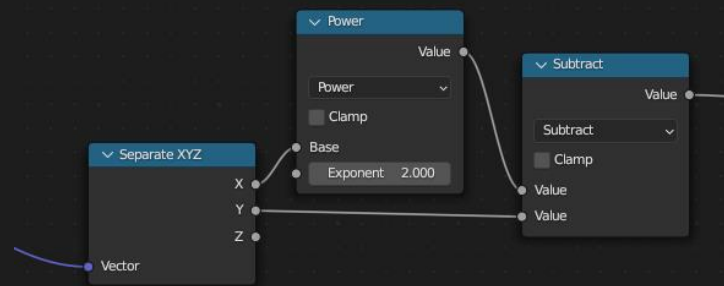 Power
Value
Power
Clamp
Base
Exponent 2.000
Subtract
Value
Subtract
Clamp
Value
Value
Separate XYZ
X
Y
Z
Vector